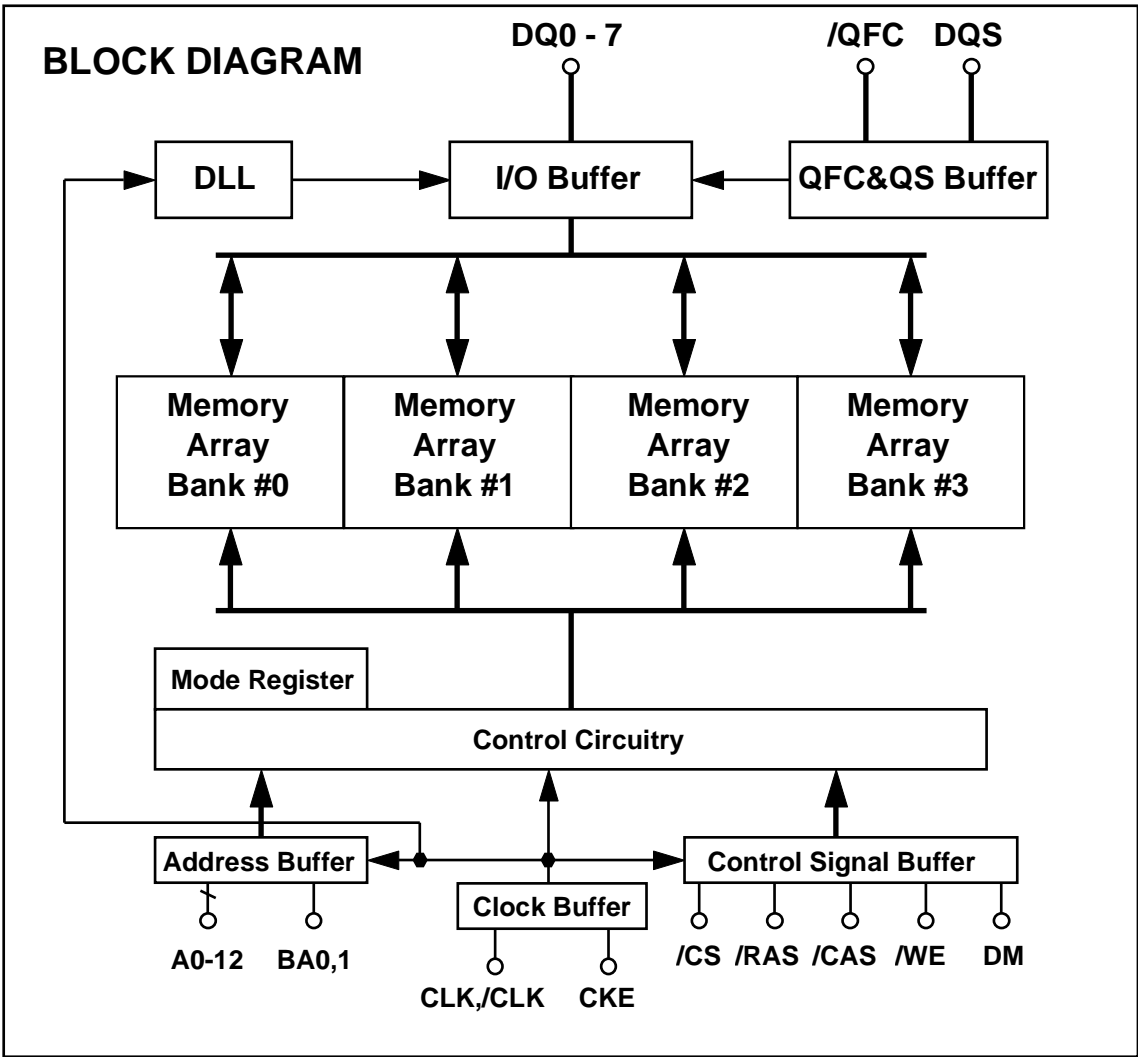 DQ0 - 7
/QFC DQS
BLOCK DIAGRAM
DLL
I/O Buffer
QFC&QS Buffer
Memory
Array
Bank #0
Memory
Array
Bank #1
Memory
Array
Bank #2
Memory
Array
Bank #3
Mode Register
Control Circuitry
Address Buffer
Control Signal Buffer
Clock Buffer
A0-12
BA0,1
CLK,/CLK
CKE
/CS
/RAS
/CAS
/WE
DM